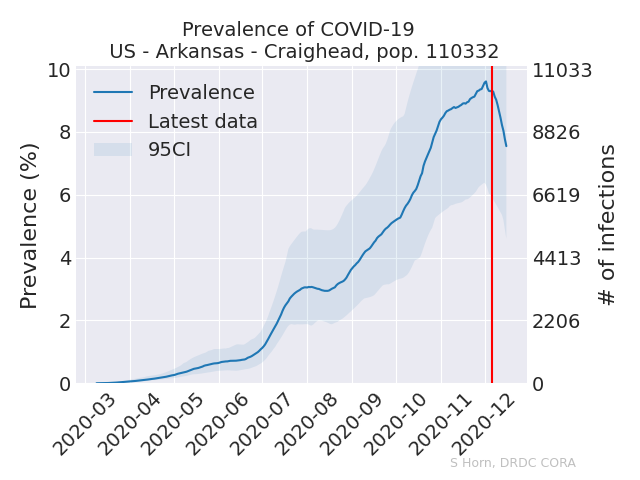 Prevalence of COVID-19
US - Arkansas - Craighead, pop. 110332
Prevalence
Latest data
95CI
Prevalence (%)
10
8
6
4
2
0
11033
8826
6619
4413
2206
0
# of infections
2020-03
2020-04
2020-05
2020-06
2020-07
2020-08
2020-09
2020-10
2020-11
2020-12
S Horn, DRDC CORA